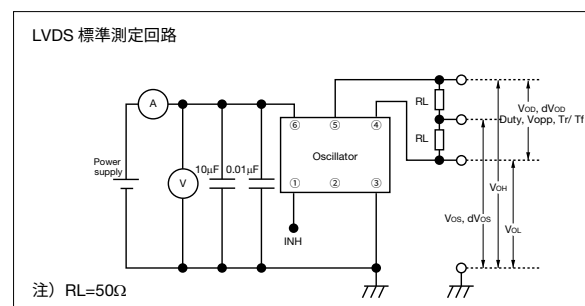 LVDS 標準測定回路
A
Power
supply
V
10μF
0.01μF
⑥ ⑤ ④
Oscillator
① ② ③
INH
RL
RL
VOD, dVOD
Duty, Vopp, Tr/ Tf
VOH
VOS, dVOS
VOL
注）RL=50Ω